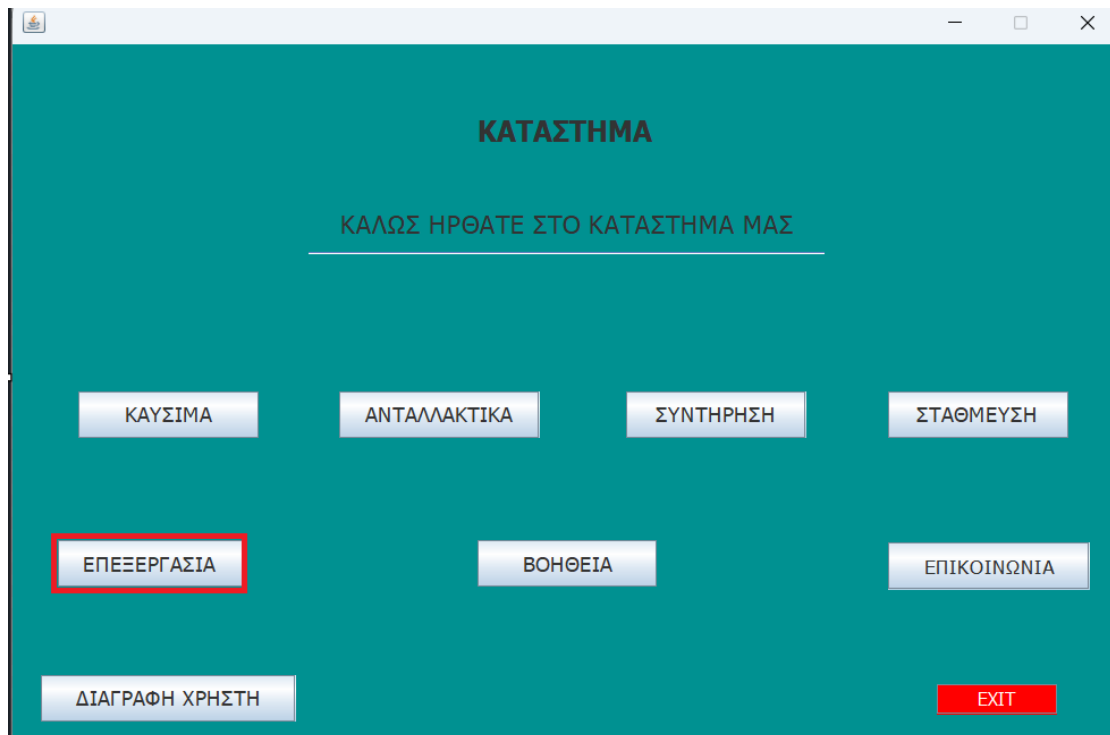 ΚΑΤΑΣΤΗΜΑ
ΚΑΛΩΣ ΗΡΘΑΤΕ ΣΤΟ ΚΑΤΑΣΤΗΜΑ ΜΑΣ
ΚΑΥΣΙΜΑ ΑΝΤΑΛΛΑΚΤΙΚΑ ΣΥΝΤΗΡΗΣΗ ΣΤΑΘΜΕΥΣΗ
ΕΠΕΞΕΡΓΑΣΙΑ ΒΟΗΘΕΙΑ ΕΠΙΚΟΙΝΩΝΙΑ
ΔΙΑΓΡΑΦΗ ΧΡΗΣΤΗ EXIT